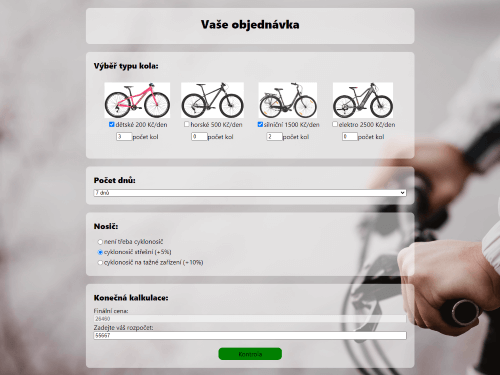 Vaše objednávka
Výběr typu kola:
dětské 200 Kč/den
horské 500 Kč/den
silniční 1500 Kč/den
elektro 2500 Kč/den
3 počet kol
0 počet kol
2 počet kol
0 počet kol
Počet dnů:
7 dnů
Nosič:
není třeba cyklonosič
cyklonosič střešní (+5%)
cyklonosič na tažné zařízení (+10%)
Konečná kalkulace:
Finální cena:
26460
Zadejte váš rozpočet:
65667
Kontrola